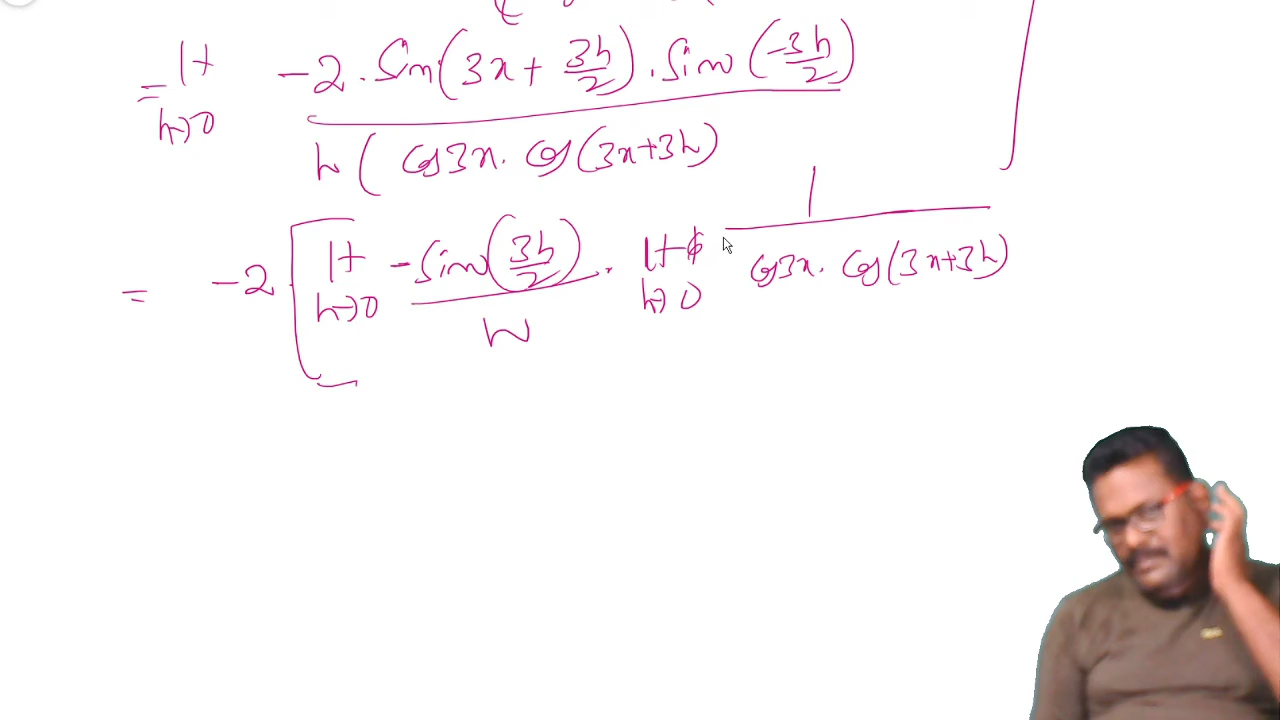 = lt h→0 -2 · Sin(3x + 3h/2) · Sin(-3h/2) / h( cos3x · cos(3x+3h)
= -2 · [ lt h→0 -Sin(3h/2) / h · lt h→0 1 / cos3x · cos(3x+3h)